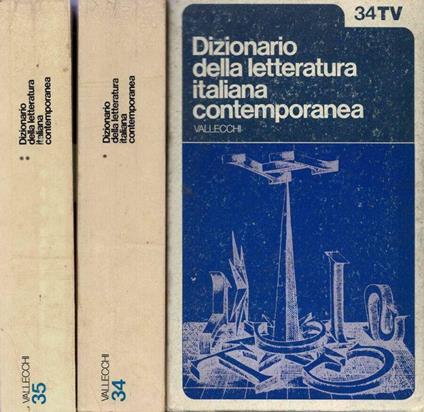 **
Dizionario
della letteratura
italiana
contemporanea
VALLECCHI
35
*
Dizionario
della letteratura
italiana
contemporanea
VALLECCHI
34
34TV
Dizionario
della letteratura
italiana
contemporanea
VALLECCHI